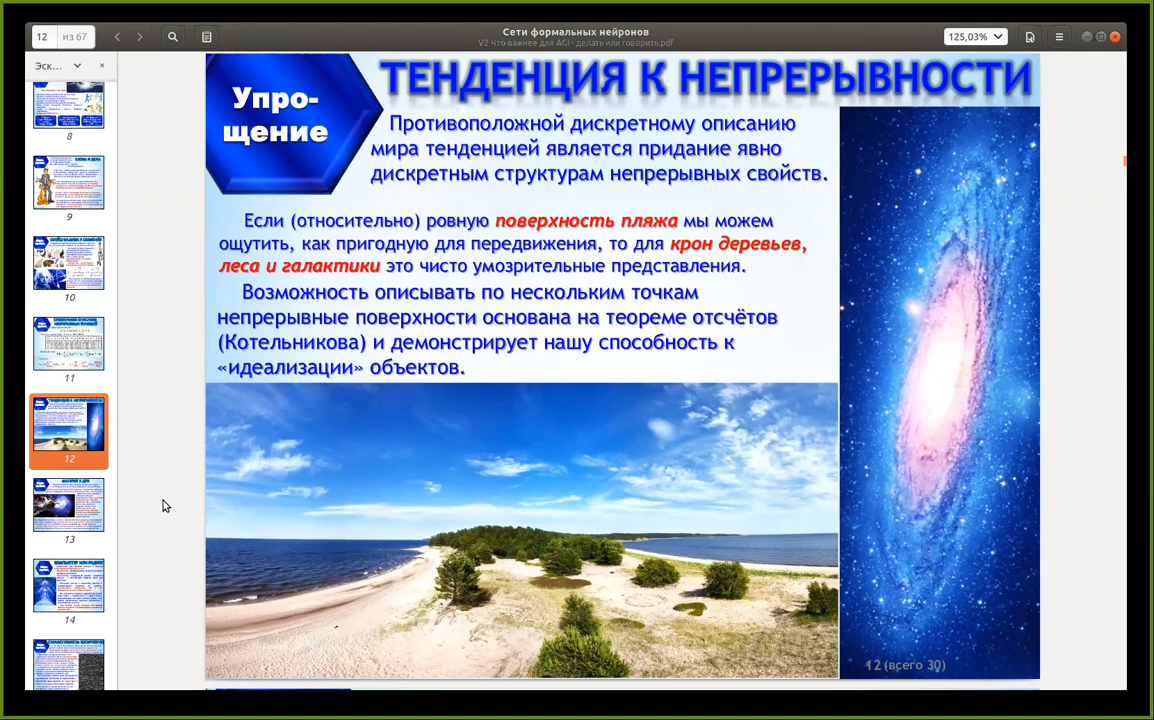 12
из 67
Сети формальных нейронов
V2 Что важнее для AGI - делать или говорить.pdf
125,03%
Эск...
8
9
10
11
12
13
14
Упро-
щение
ТЕНДЕНЦИЯ К НЕПРЕРЫВНОСТИ
Противоположной дискретному описанию
мира тенденцией является придание явно
дискретным структурам непрерывных свойств.
Если (относительно) ровную поверхность пляжа мы можем
ощутить, как пригодную для передвижения, то для крон деревьев,
леса и галактики это чисто умозрительные представления.
Возможность описывать по нескольким точкам
непрерывные поверхности основана на теореме отсчётов
(Котельникова) и демонстрирует нашу способность к
«идеализации» объектов.
12 (всего 30)